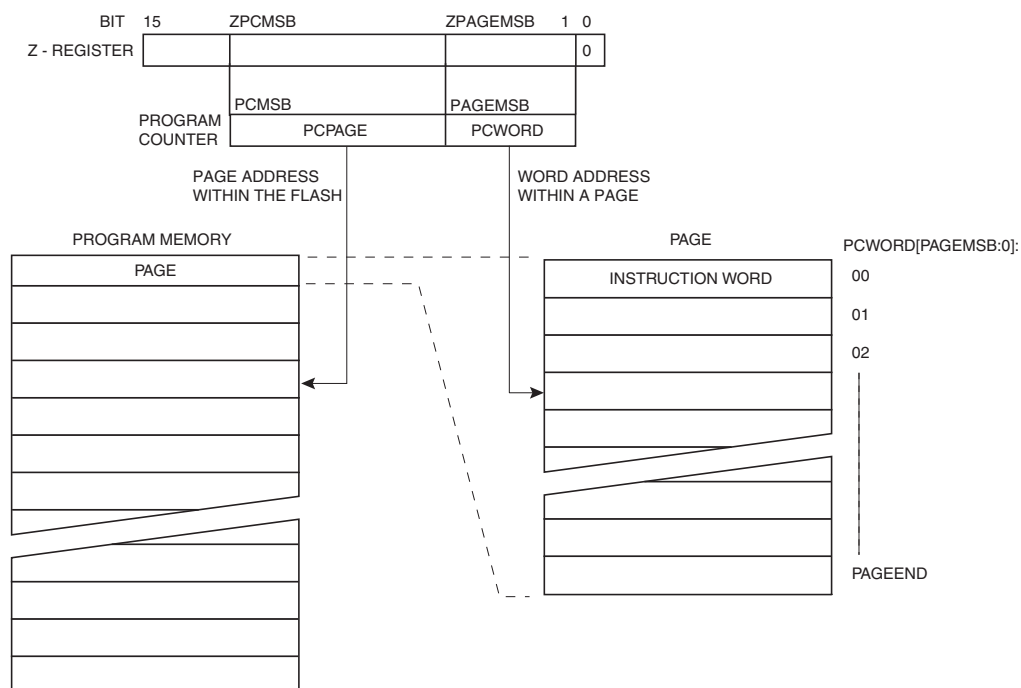 BIT 15 ZPCMSB ZPAGEMSB 1 0
Z - REGISTER 0
PCMSB PAGEMSB
PROGRAM
COUNTER
PCPAGE PCWORD
PAGE ADDRESS
WITHIN THE FLASH
WORD ADDRESS
WITHIN A PAGE
PROGRAM MEMORY
PAGE
PAGE
PCWORD[PAGEMSB:0]:
INSTRUCTION WORD
00
01
02
PAGEEND